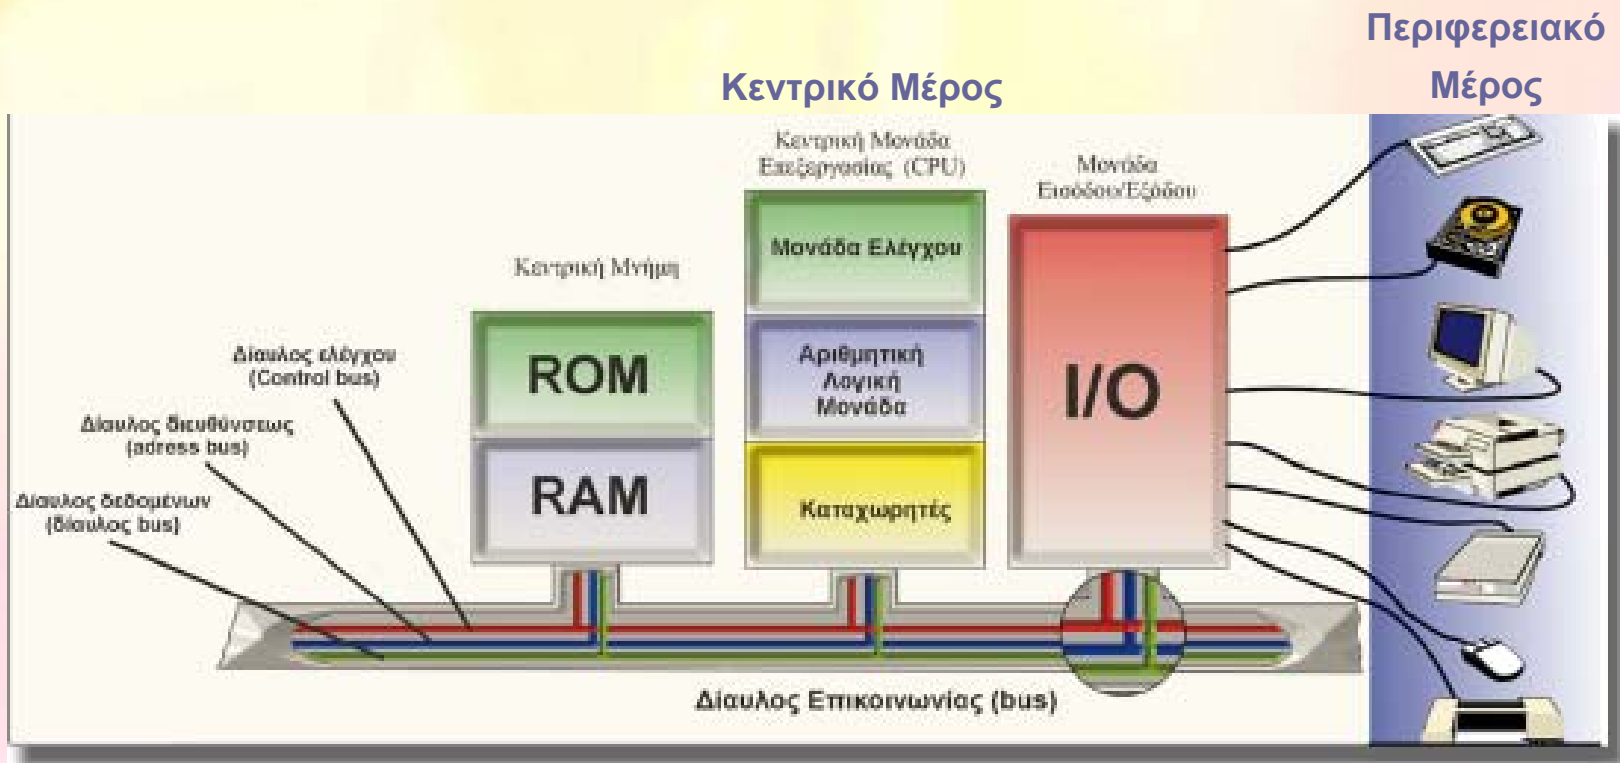 Περιφερειακό
Μέρος
Κεντρικό Μέρος
Κεντρική Μονάδα
Επεξεργασίας (CPU)
Μονάδα
Εισόδου/Εξόδου
Κεντρική Μνήμη
Μονάδα Ελέγχου
Αριθμητική
Λογική
Μονάδα
Καταχωρητές
ROM
RAM
I/O
Δίαυλος ελέγχου
(Control bus)
Δίαυλος διευθύνσεως
(adress bus)
Δίαυλος δεδομένων
(δίαυλος bus)
Δίαυλος Επικοινωνίας (bus)